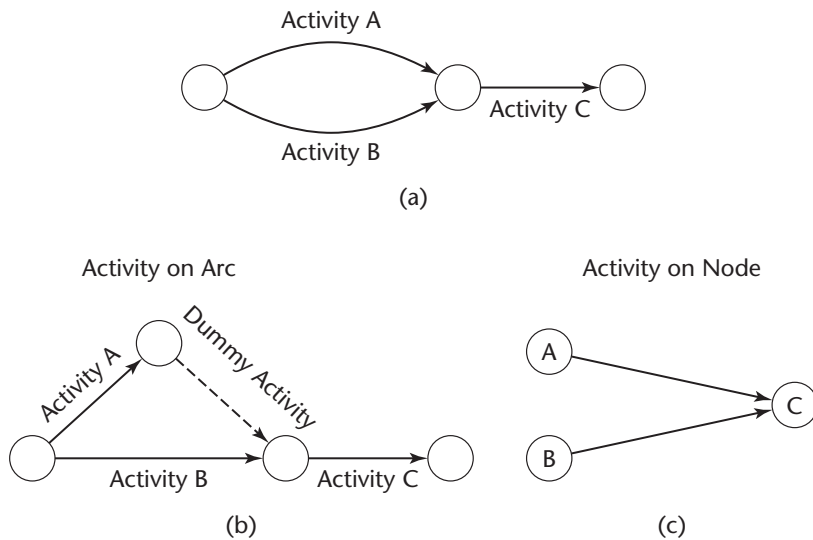 Activity A
Activity B
Activity C
(a)
Activity on Arc
Activity A
Dummy Activity
Activity B
Activity C
(b)
Activity on Node
A
B
C
(c)